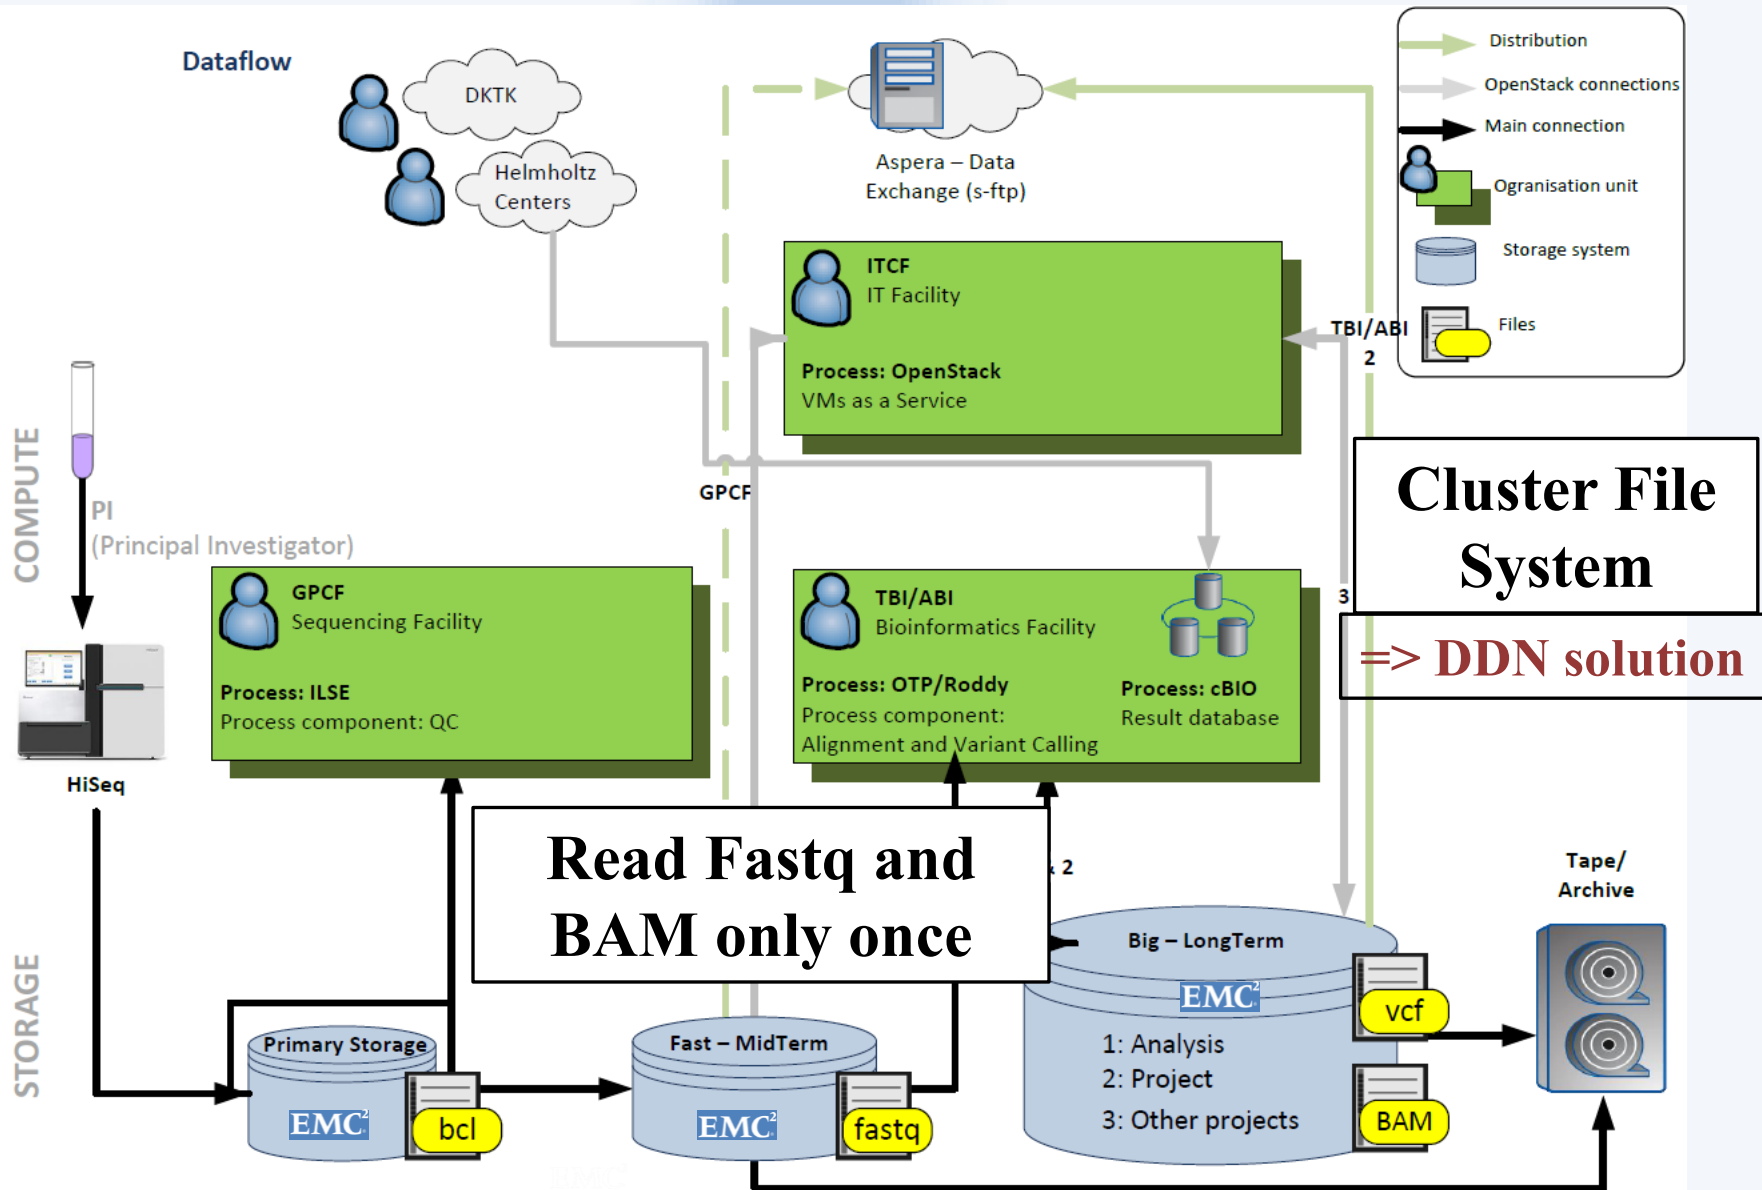 Dataflow
DKTK
Helmholtz
Centers
Aspera – Data
Exchange (s-ftp)
Distribution
OpenStack connections
Main connection
Ogranisation unit
Storage system
Files
ITCF
IT Facility
Process: OpenStack
VMs as a Service
TBI/ABI
2
COMPUTE
PI
(Principal Investigator)
GPCF
Cluster File
System
=> DDN solution
3
GPCF
Sequencing Facility
Process: ILSE
Process component: QC
TBI/ABI
Bioinformatics Facility
Process: OTP/Roddy
Process component:
Alignment and Variant Calling
Process: cBIO
Result database
HiSeq
Read Fastq and
BAM only once
2
Tape/
Archive
STORAGE
Primary Storage
EMC²
bcl
Fast – MidTerm
EMC²
fastq
Big – LongTerm
EMC²
1: Analysis
2: Project
3: Other projects
vcf
BAM